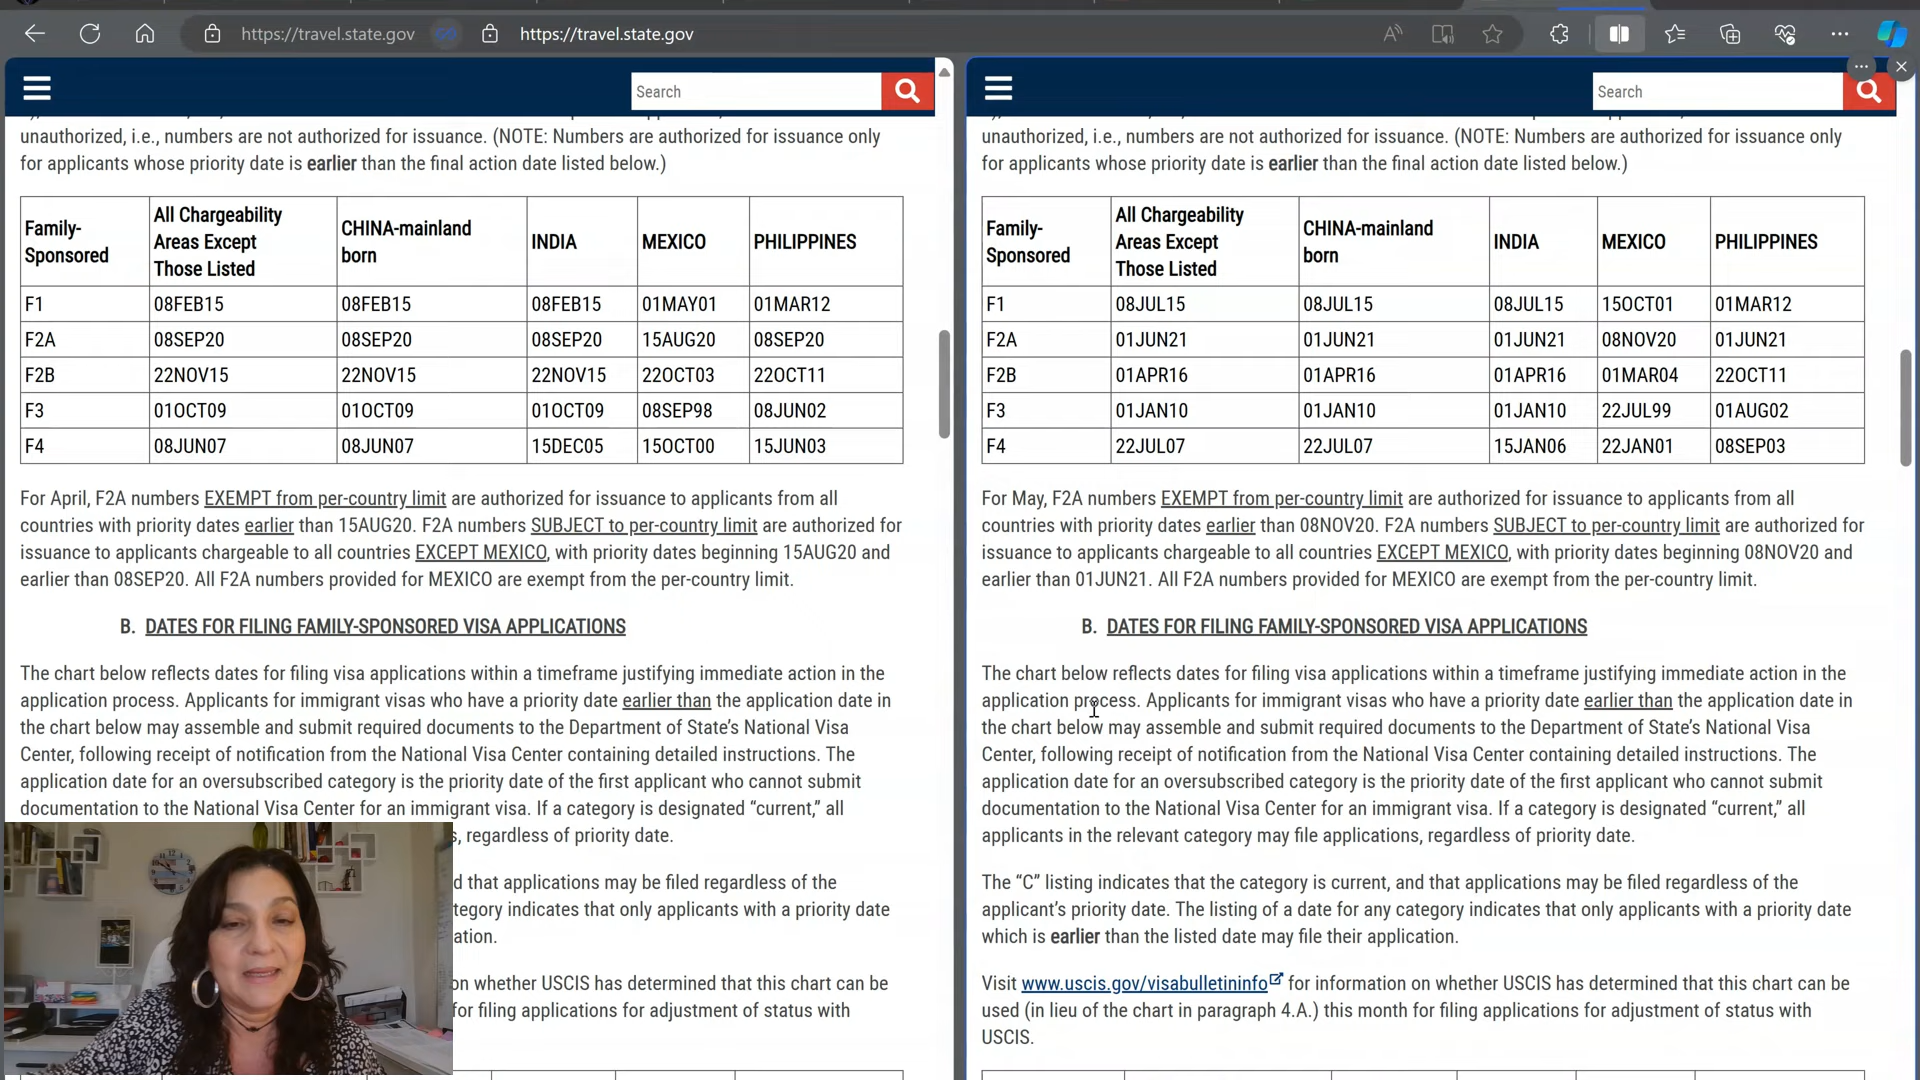 https://travel.state.gov
https://travel.state.gov
Search
unauthorized, i.e., numbers are not authorized for issuance. (NOTE: Numbers are authorized for issuance only
for applicants whose priority date is earlier than the final action date listed below.)
Family-Sponsored All Chargeability Areas Except Those Listed CHINA-mainland born INDIA MEXICO PHILIPPINES
F1 08FEB15 08FEB15 08FEB15 01MAY01 01MAR12
F2A 08SEP20 08SEP20 08SEP20 15AUG20 08SEP20
F2B 22NOV15 22NOV15 22NOV15 22OCT03 22OCT11
F3 01OCT09 01OCT09 01OCT09 08SEP98 08JUN02
F4 08JUN07 08JUN07 15DEC05 15OCT00 15JUN03
For April, F2A numbers EXEMPT from per-country limit are authorized for issuance to applicants from all
countries with priority dates earlier than 15AUG20. F2A numbers SUBJECT to per-country limit are authorized for
issuance to applicants chargeable to all countries EXCEPT MEXICO, with priority dates beginning 15AUG20 and
earlier than 08SEP20. All F2A numbers provided for MEXICO are exempt from the per-country limit.
B. DATES FOR FILING FAMILY-SPONSORED VISA APPLICATIONS
The chart below reflects dates for filing visa applications within a timeframe justifying immediate action in the
application process. Applicants for immigrant visas who have a priority date earlier than the application date in
the chart below may assemble and submit required documents to the Department of State's National Visa
Center, following receipt of notification from the National Visa Center containing detailed instructions. The
application date for an oversubscribed category is the priority date of the first applicant who cannot submit
documentation to the National Visa Center for an immigrant visa. If a category is designated “current,” all
s, regardless of priority date.
d that applications may be filed regardless of the
tegory indicates that only applicants with a priority date
ation.
on whether USCIS has determined that this chart can be
for filing applications for adjustment of status with
Search
unauthorized, i.e., numbers are not authorized for issuance. (NOTE: Numbers are authorized for issuance only
for applicants whose priority date is earlier than the final action date listed below.)
Family-Sponsored All Chargeability Areas Except Those Listed CHINA-mainland born INDIA MEXICO PHILIPPINES
F1 08JUL15 08JUL15 08JUL15 15OCT01 01MAR12
F2A 01JUN21 01JUN21 01JUN21 08NOV20 01JUN21
F2B 01APR16 01APR16 01APR16 01MAR04 22OCT11
F3 01JAN10 01JAN10 01JAN10 22JUL99 01AUG02
F4 22JUL07 22JUL07 15JAN06 22JAN01 08SEP03
For May, F2A numbers EXEMPT from per-country limit are authorized for issuance to applicants from all
countries with priority dates earlier than 08NOV20. F2A numbers SUBJECT to per-country limit are authorized for
issuance to applicants chargeable to all countries EXCEPT MEXICO, with priority dates beginning 08NOV20 and
earlier than 01JUN21. All F2A numbers provided for MEXICO are exempt from the per-country limit.
B. DATES FOR FILING FAMILY-SPONSORED VISA APPLICATIONS
The chart below reflects dates for filing visa applications within a timeframe justifying immediate action in the
application process. Applicants for immigrant visas who have a priority date earlier than the application date in
the chart below may assemble and submit required documents to the Department of State's National Visa
Center, following receipt of notification from the National Visa Center containing detailed instructions. The
application date for an oversubscribed category is the priority date of the first applicant who cannot submit
documentation to the National Visa Center for an immigrant visa. If a category is designated “current,” all
applicants in the relevant category may file applications, regardless of priority date.
The “C” listing indicates that the category is current, and that applications may be filed regardless of the
applicant's priority date. The listing of a date for any category indicates that only applicants with a priority date
which is earlier than the listed date may file their application.
Visit www.uscis.gov/visabulletininfo for information on whether USCIS has determined that this chart can be
used (in lieu of the chart in paragraph 4.A.) this month for filing applications for adjustment of status with
USCIS.